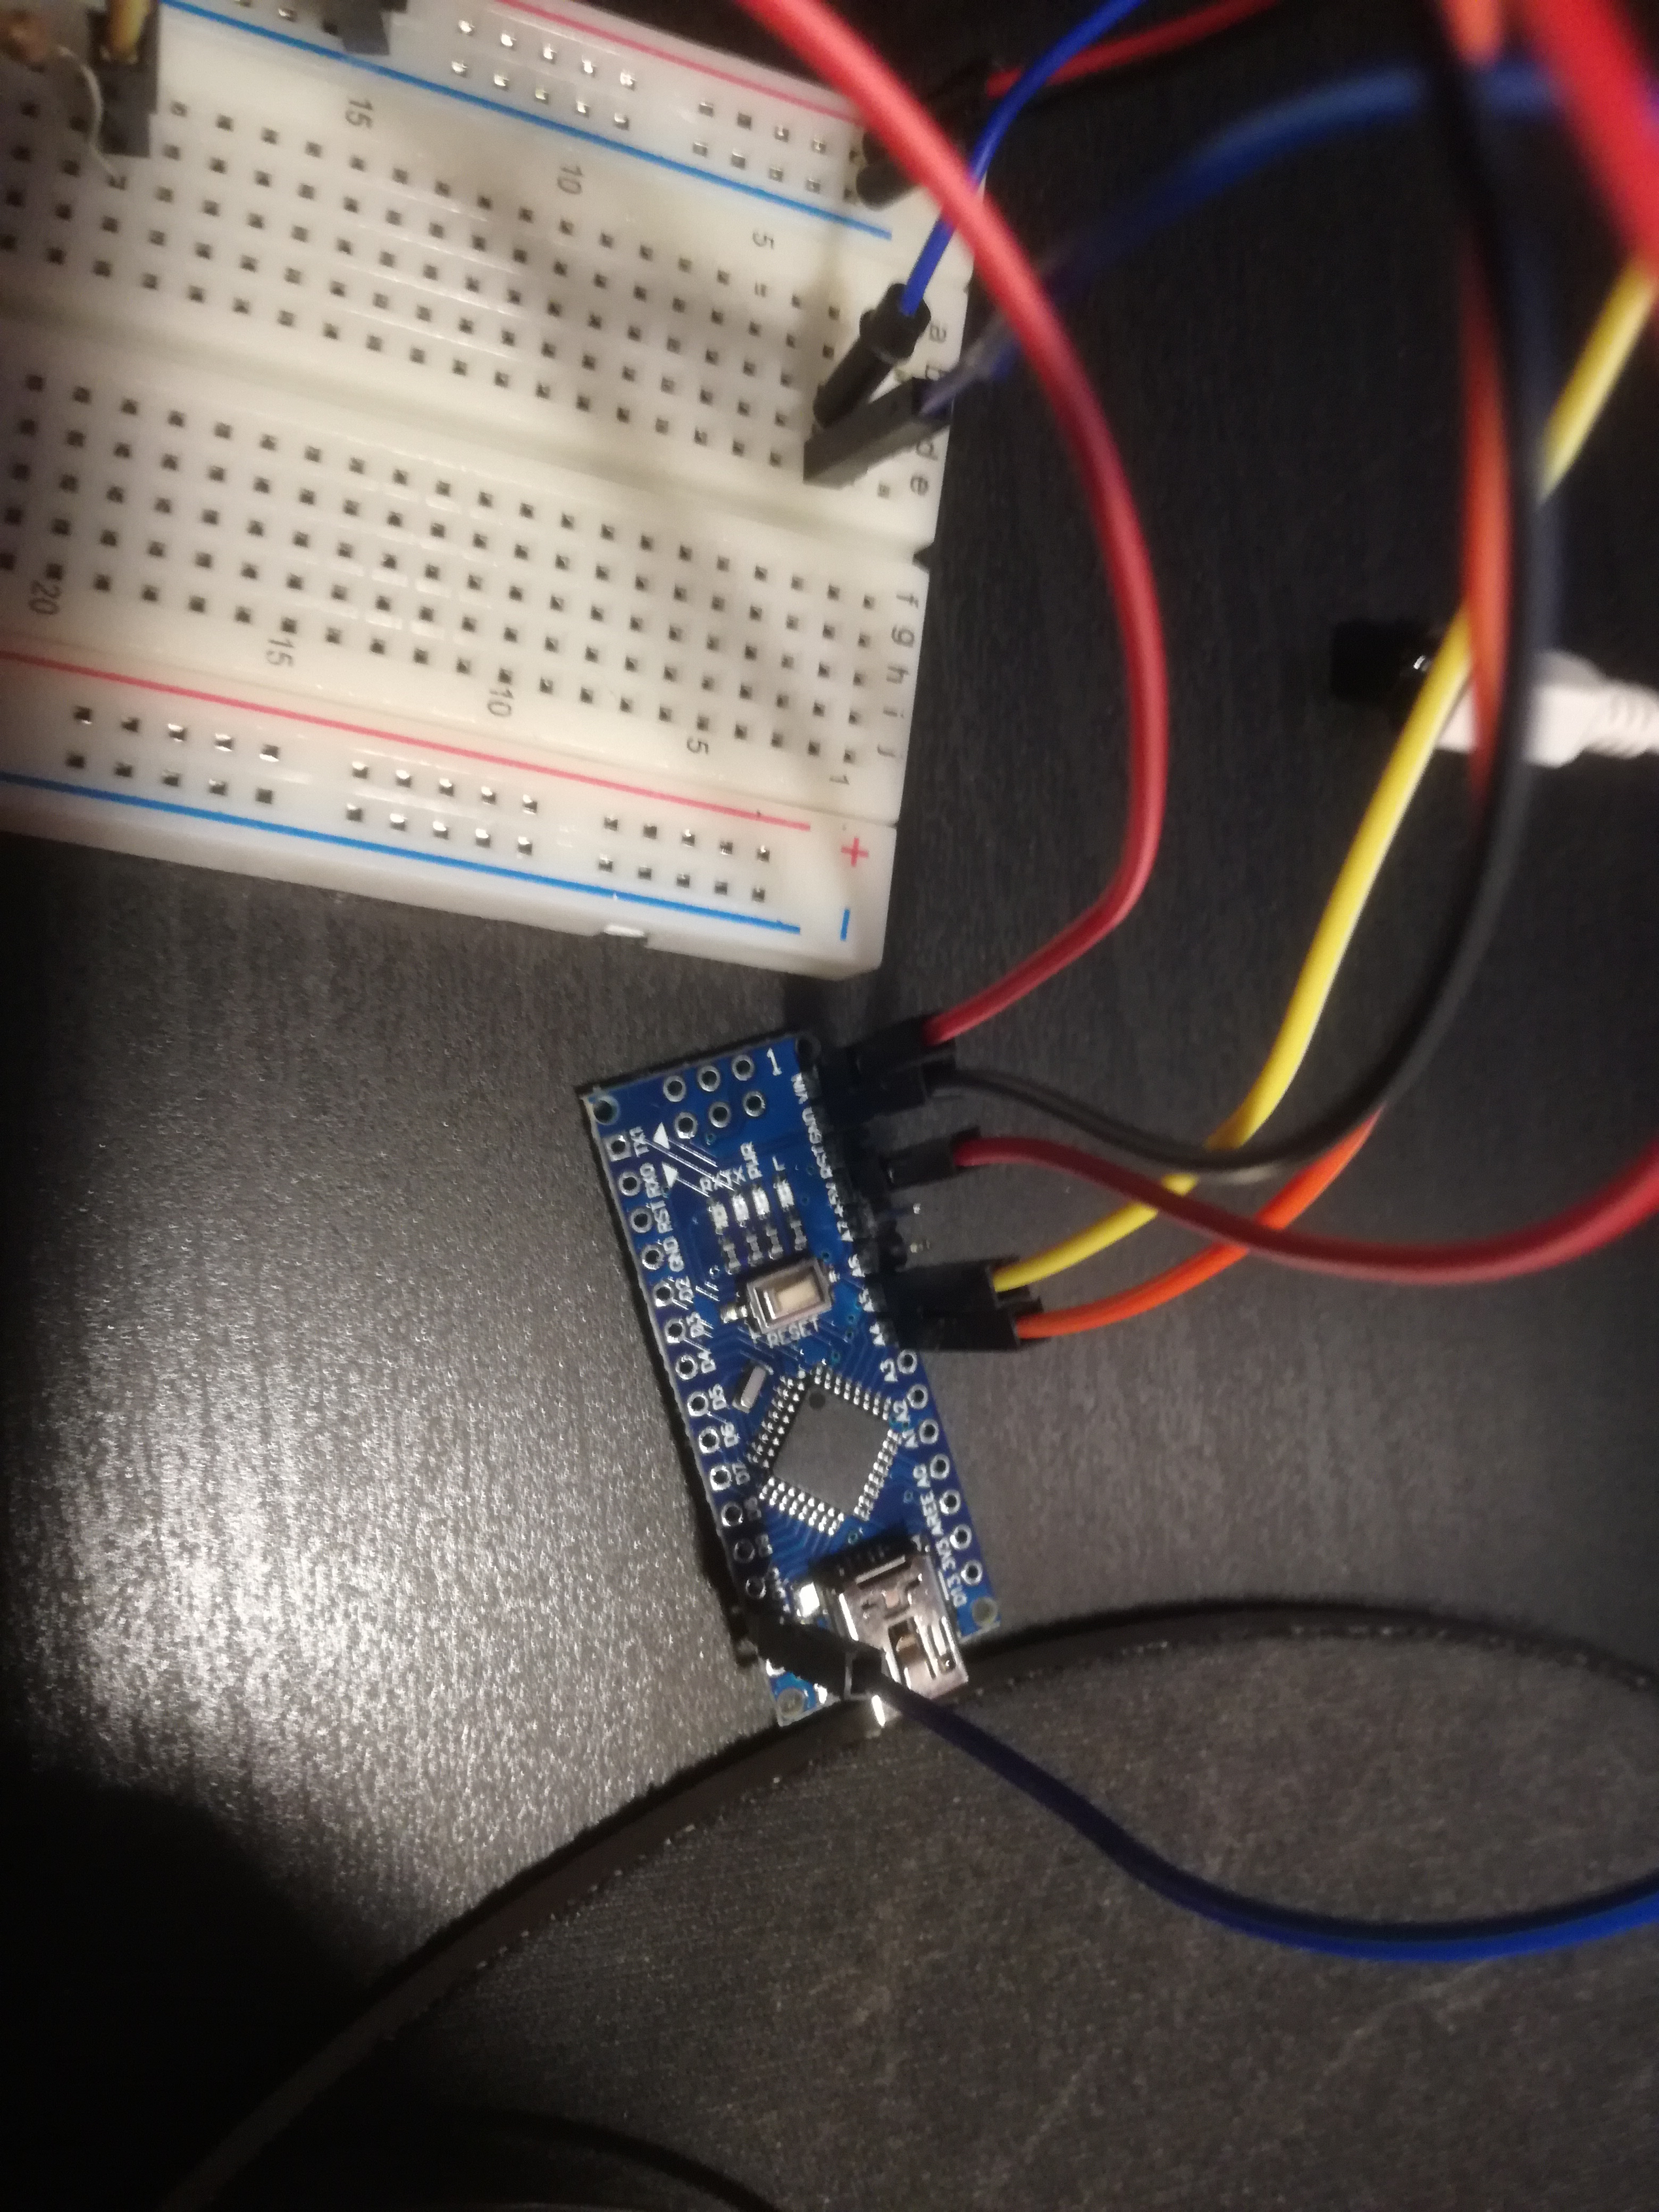 15
10
5
a
b
d
e
f
g
h
i
j
20
15
10
5
1
+
−
1
VIN
GND
RST
5V
A7
A6
A5
A4
A3
A2
A1
A0
AREF
3V3
D13
TX1
RX0
RST
GND
D2
D3
D4
D5
D6
D7
D8
D9
TX
PWR
L
RESET